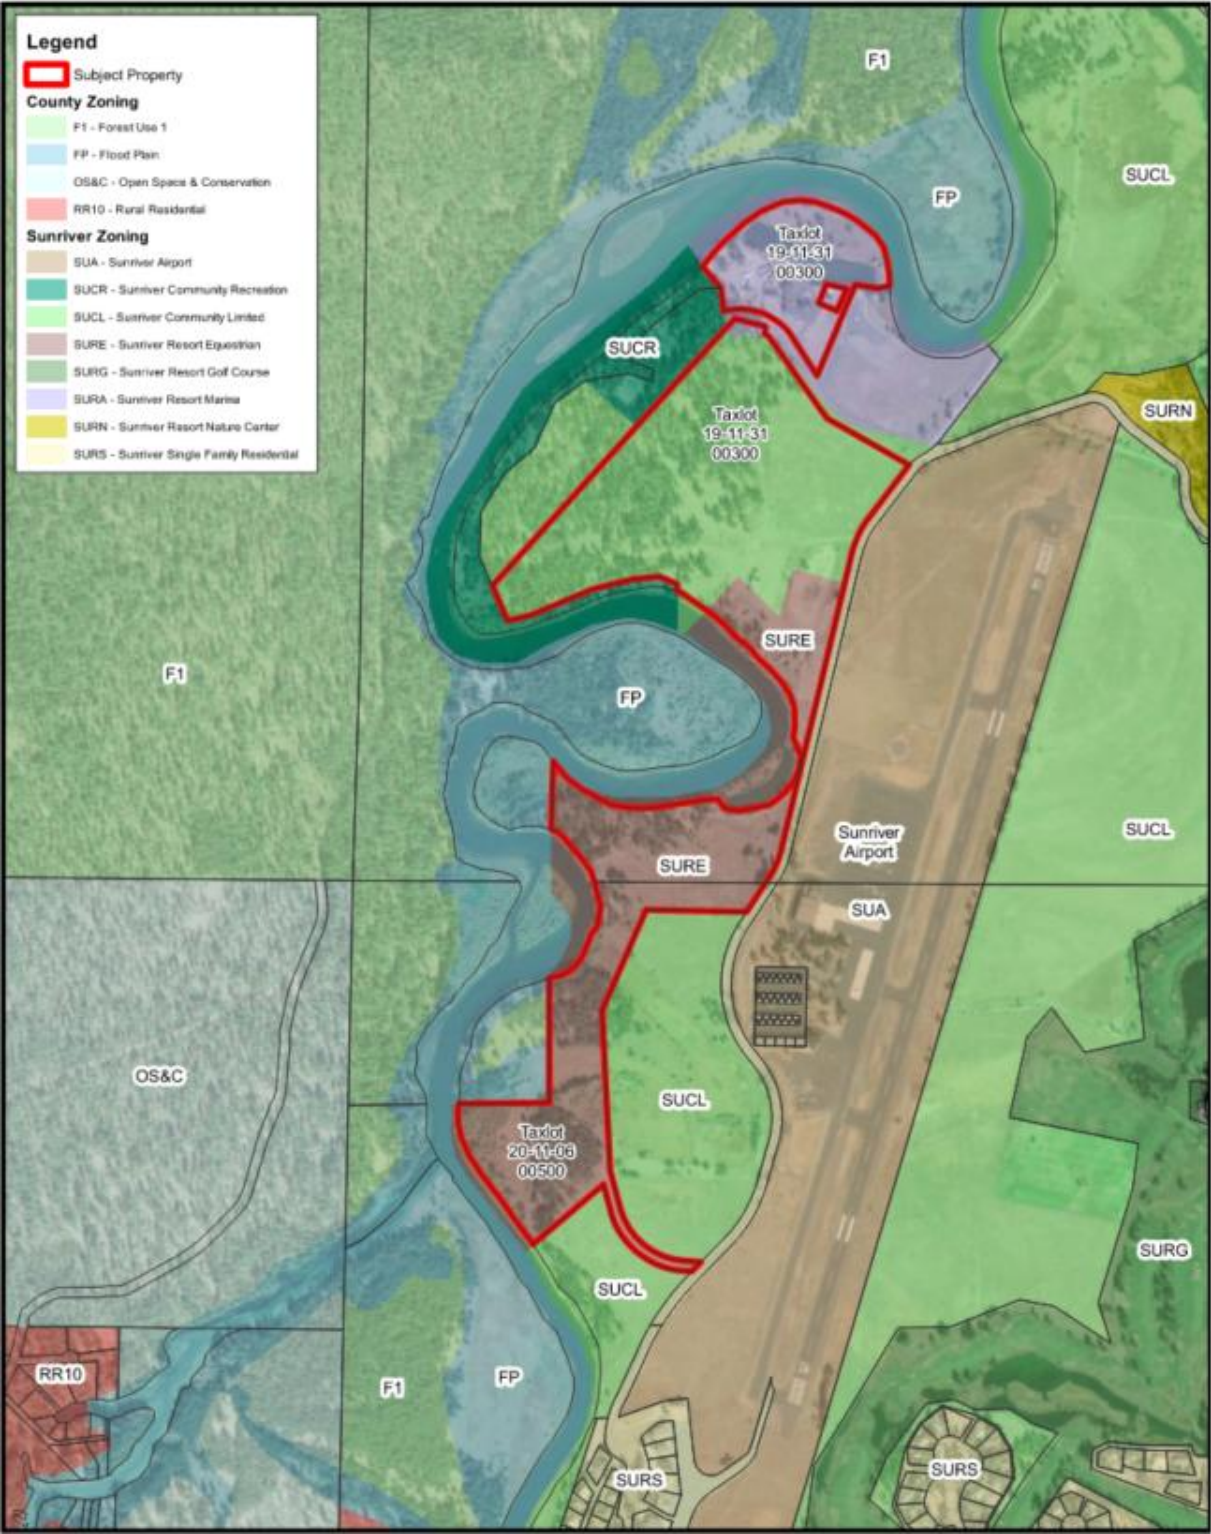 Legend
Subject Property
County Zoning
F1 - Forest Use 1
FP - Flood Plain
OS&C - Open Space & Conservation
RR10 - Rural Residential
Sunriver Zoning
SUA - Sunriver Airport
SUCR - Sunriver Community Recreation
SUCL - Sunriver Community Limited
SURE - Sunriver Resort Equestrian
SURG - Sunriver Resort Golf Course
SURA - Sunriver Resort Marina
SURN - Sunriver Resort Nature Center
SURS - Sunriver Single Family Residential
F1
SUCL
FP
Taxlot
19-11-31
00300
SUCR
SURN
Taxlot
19-11-31
00300
SURE
F1
FP
Sunriver
Airport
SUCL
SURE
SUA
OS&C
SUCL
Taxlot
20-11-06
00500
SURG
SUCL
RR10
F1
FP
SURS
SURS